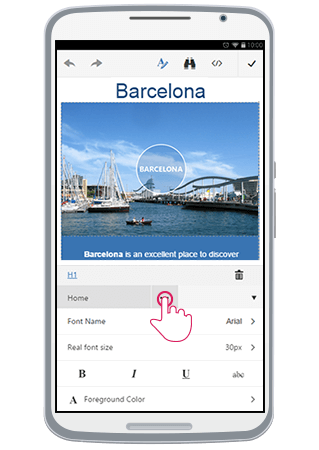 10:00
Barcelona
BARCELONA
Barcelona is an excellent place to discover
H1
Home
Font Name Arial
Real font size 30px
B I U abc
A Foreground Color